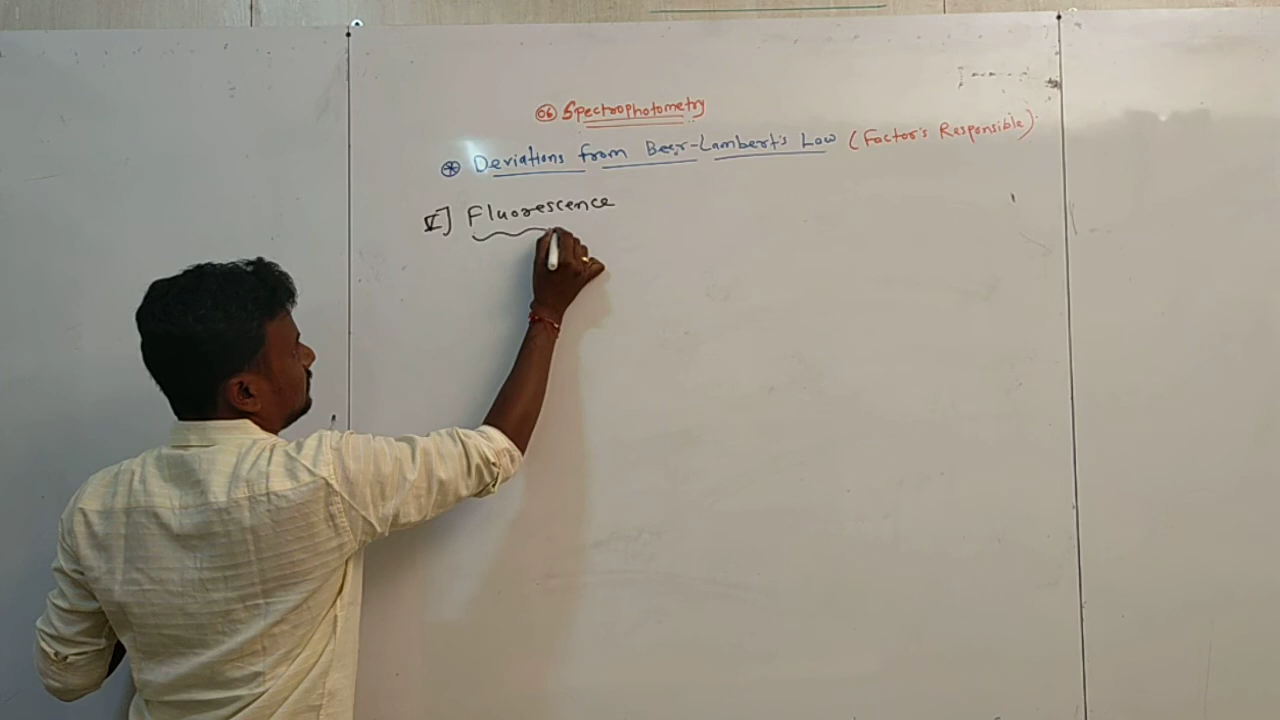 06 Spectrophotometry
* Deviations from Beer-Lambert's Law (Factor's Responsible)
V] Fluorescence